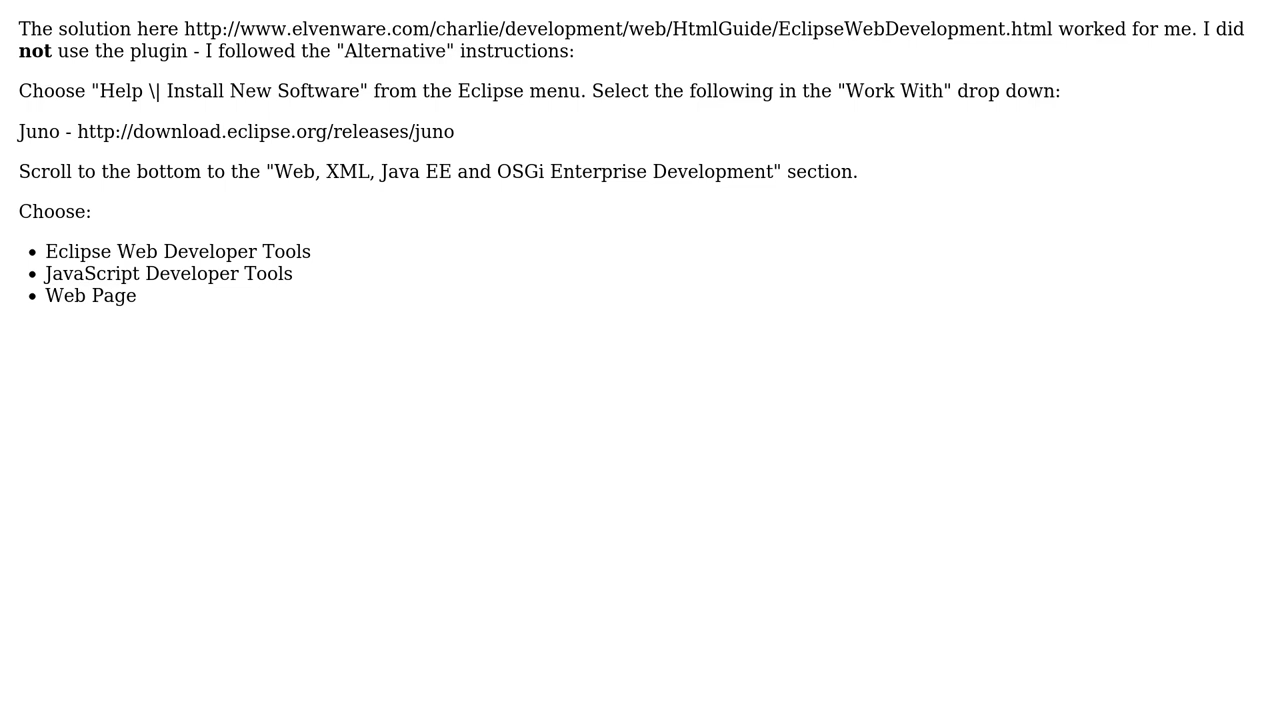 The solution here http://www.elvenware.com/charlie/development/web/HtmlGuide/EclipseWebDevelopment.html worked for me. I did
not use the plugin - I followed the "Alternative" instructions:
Choose "Help \| Install New Software" from the Eclipse menu. Select the following in the "Work With" drop down:
Juno - http://download.eclipse.org/releases/juno
Scroll to the bottom to the "Web, XML, Java EE and OSGi Enterprise Development" section.
Choose:
• Eclipse Web Developer Tools
• JavaScript Developer Tools
• Web Page